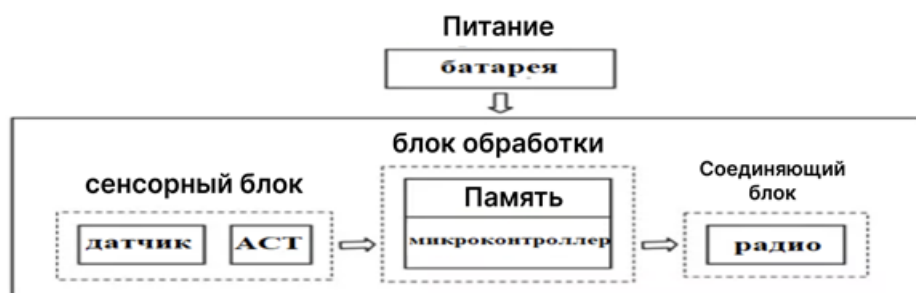 Питание
батарея
блок обработки
сенсорный блок
Соединяющий
блок
Память
датчик
АСТ
микроконтроллер
радио